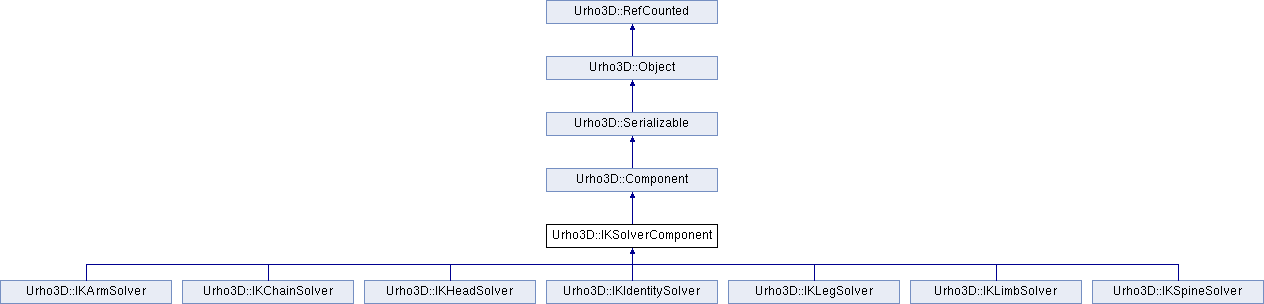 Urho3D::RefCounted
Urho3D::Object
Urho3D::Serializable
Urho3D::Component
Urho3D::IKSolverComponent
Urho3D::IKArmSolver
Urho3D::IKChainSolver
Urho3D::IKHeadSolver
Urho3D::IKIdentitySolver
Urho3D::IKLegSolver
Urho3D::IKLimbSolver
Urho3D::IKSpineSolver